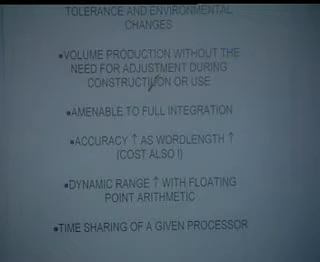 TOLERANCE AND ENVIRONMENTAL
CHANGES
•VOLUME PRODUCTION WITHOUT THE
NEED FOR ADJUSTMENT DURING
CONSTRUCTION OR USE
•AMENABLE TO FULL INTEGRATION
•ACCURACY ↑ AS WORDLENGTH ↑
(COST ALSO !)
•DYNAMIC RANGE ↑ WITH FLOATING
POINT ARITHMETIC
•TIME SHARING OF A GIVEN PROCESSOR